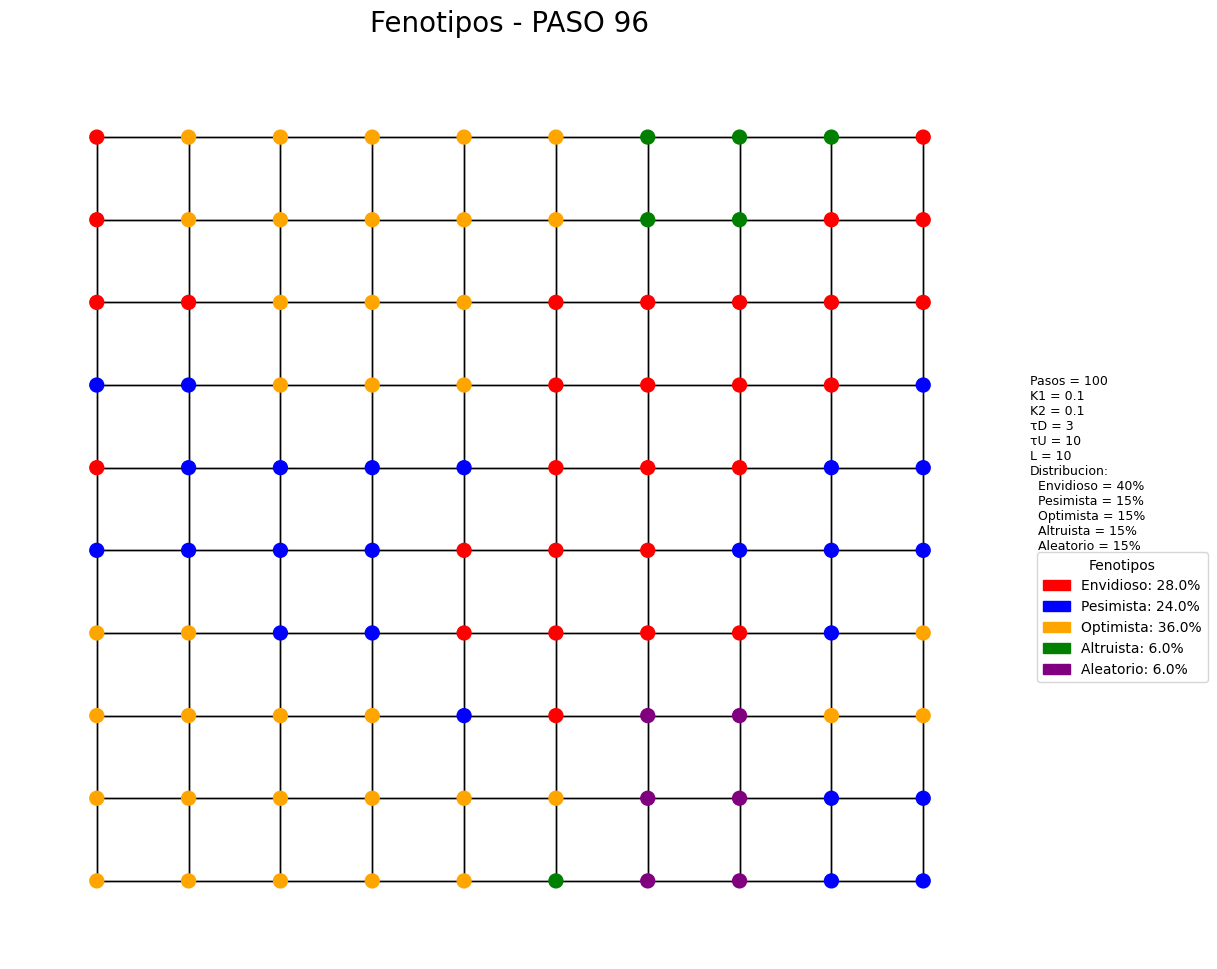 Fenotipos - PASO 96
Pasos = 100
K1 = 0.1
K2 = 0.1
τD = 3
τU = 10
L = 10
Distribucion:
Envidioso = 40%
Pesimista = 15%
Optimista = 15%
Altruista = 15%
Aleatorio = 15%
Fenotipos
Envidioso: 28.0%
Pesimista: 24.0%
Optimista: 36.0%
Altruista: 6.0%
Aleatorio: 6.0%